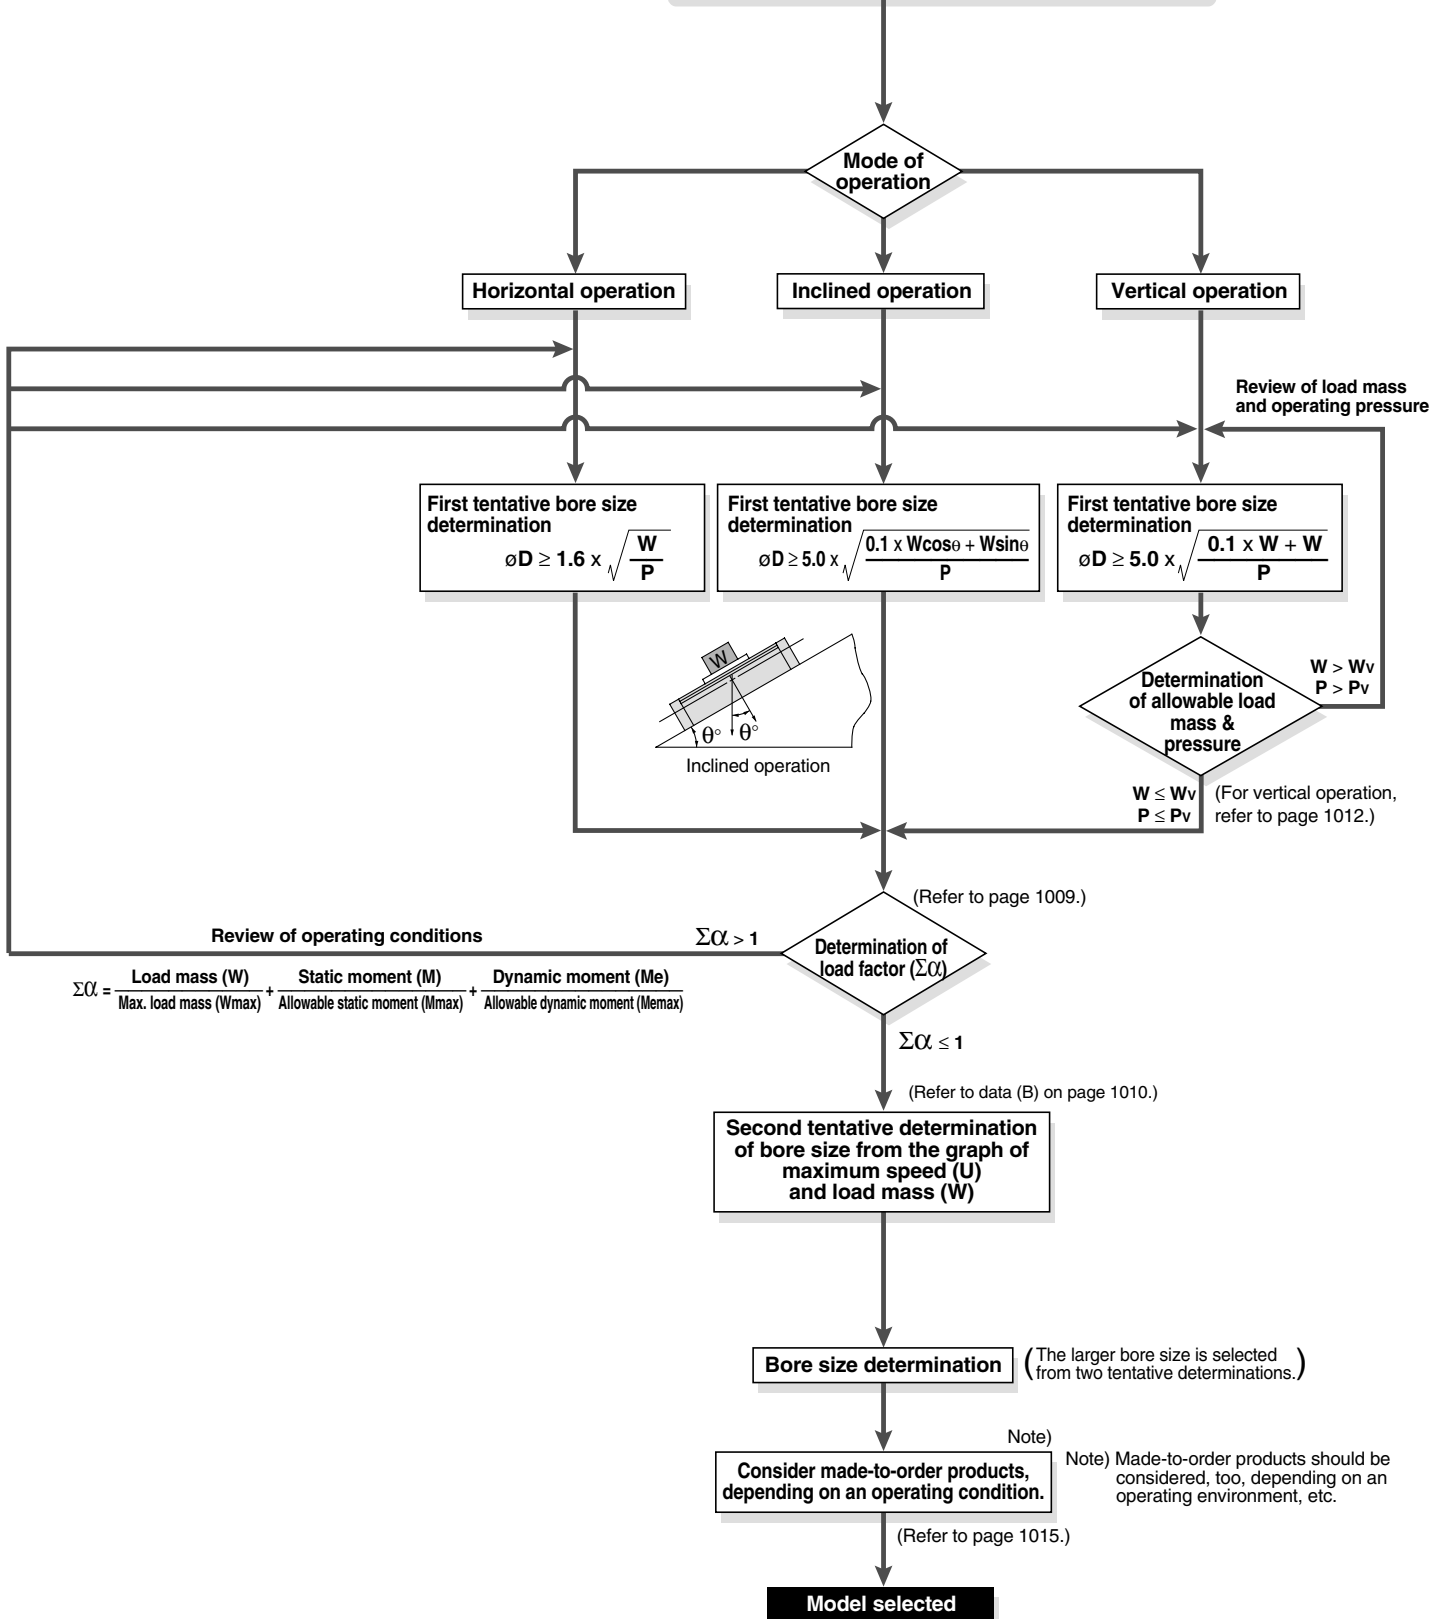 Mode of
operation
Horizontal operation
Inclined operation
Vertical operation
Review of load mass
and operating pressure
First tentative bore size
determination
øD ≥ 1.6 x √ W
P
First tentative bore size
determination
øD ≥ 5.0 x √ 0.1 x Wcosθ + Wsinθ
P
First tentative bore size
determination
øD ≥ 5.0 x √ 0.1 x W + W
P
W
θ° θ°
Inclined operation
W > Wv
P > Pv
Determination
of allowable load
mass &
pressure
W ≤ Wv
P ≤ Pv
(For vertical operation,
refer to page 1012.)
(Refer to page 1009.)
Review of operating conditions
Σα > 1
Determination of
load factor (Σα)
Σα = Load mass (W) + Static moment (M) + Dynamic moment (Me)
Max. load mass (Wmax) Allowable static moment (Mmax) Allowable dynamic moment (Memax)
Σα ≤ 1
(Refer to data (B) on page 1010.)
Second tentative determination
of bore size from the graph of
maximum speed (U)
and load mass (W)
Bore size determination
(The larger bore size is selected
from two tentative determinations.)
Note)
Consider made-to-order products,
depending on an operating condition.
Note) Made-to-order products should be
considered, too, depending on an
operating environment, etc.
(Refer to page 1015.)
Model selected